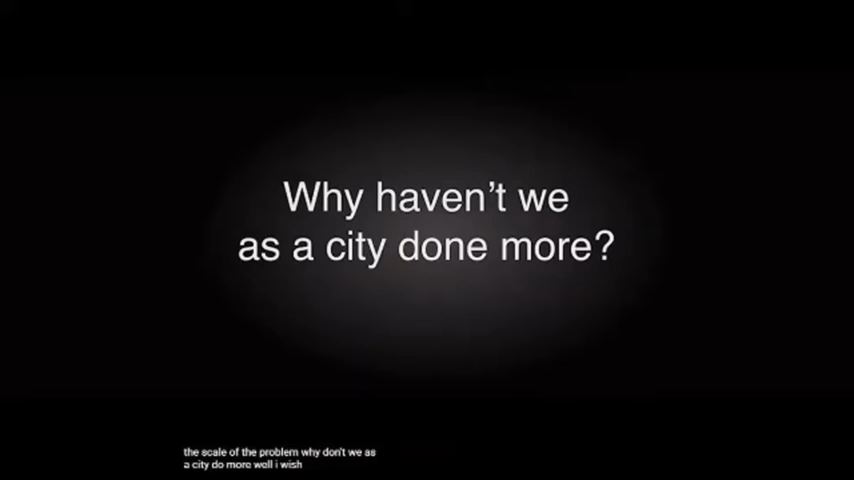 Why haven’t we
as a city done more?
the scale of the problem why don't we as
a city do more well i wish